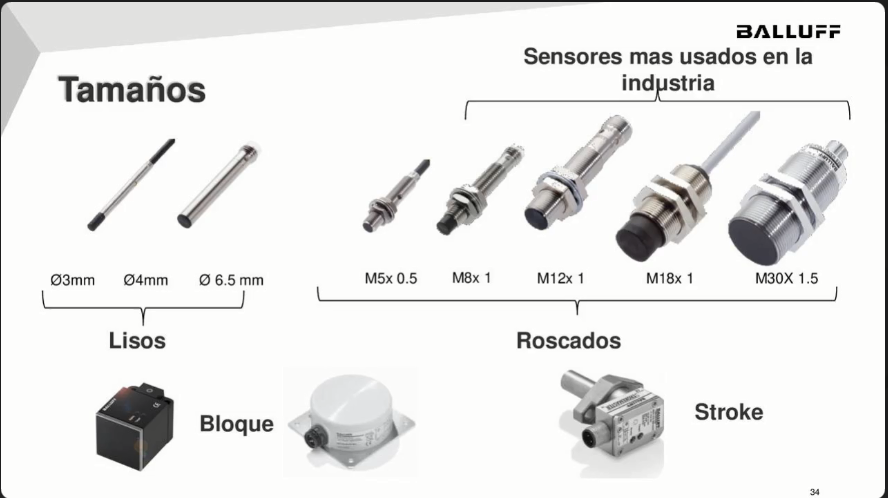 BALLUFF
Sensores mas usados en la
industria
Tamaños
Ø3mm Ø4mm Ø 6.5 mm M5x 0.5 M8x 1 M12x 1 M18x 1 M30X 1.5
Lisos Roscados
Bloque Stroke
34